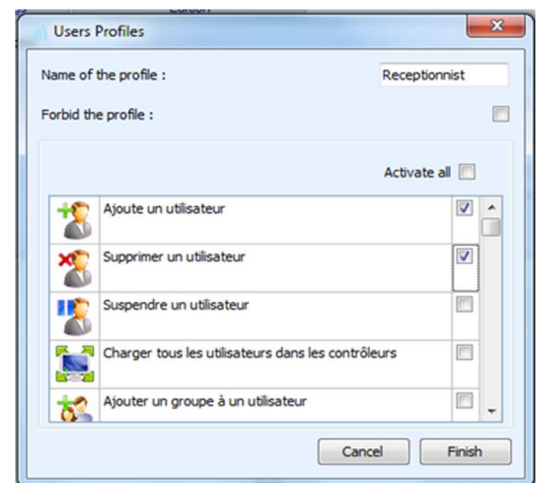 Users Profiles
Name of the profile :
Receptionnist
Forbid the profile :
Activate all
Ajoute un utilisateur
Supprimer un utilisateur
Suspendre un utilisateur
Charger tous les utilisateurs dans les contrôleurs
Ajouter un groupe à un utilisateur
Cancel
Finish